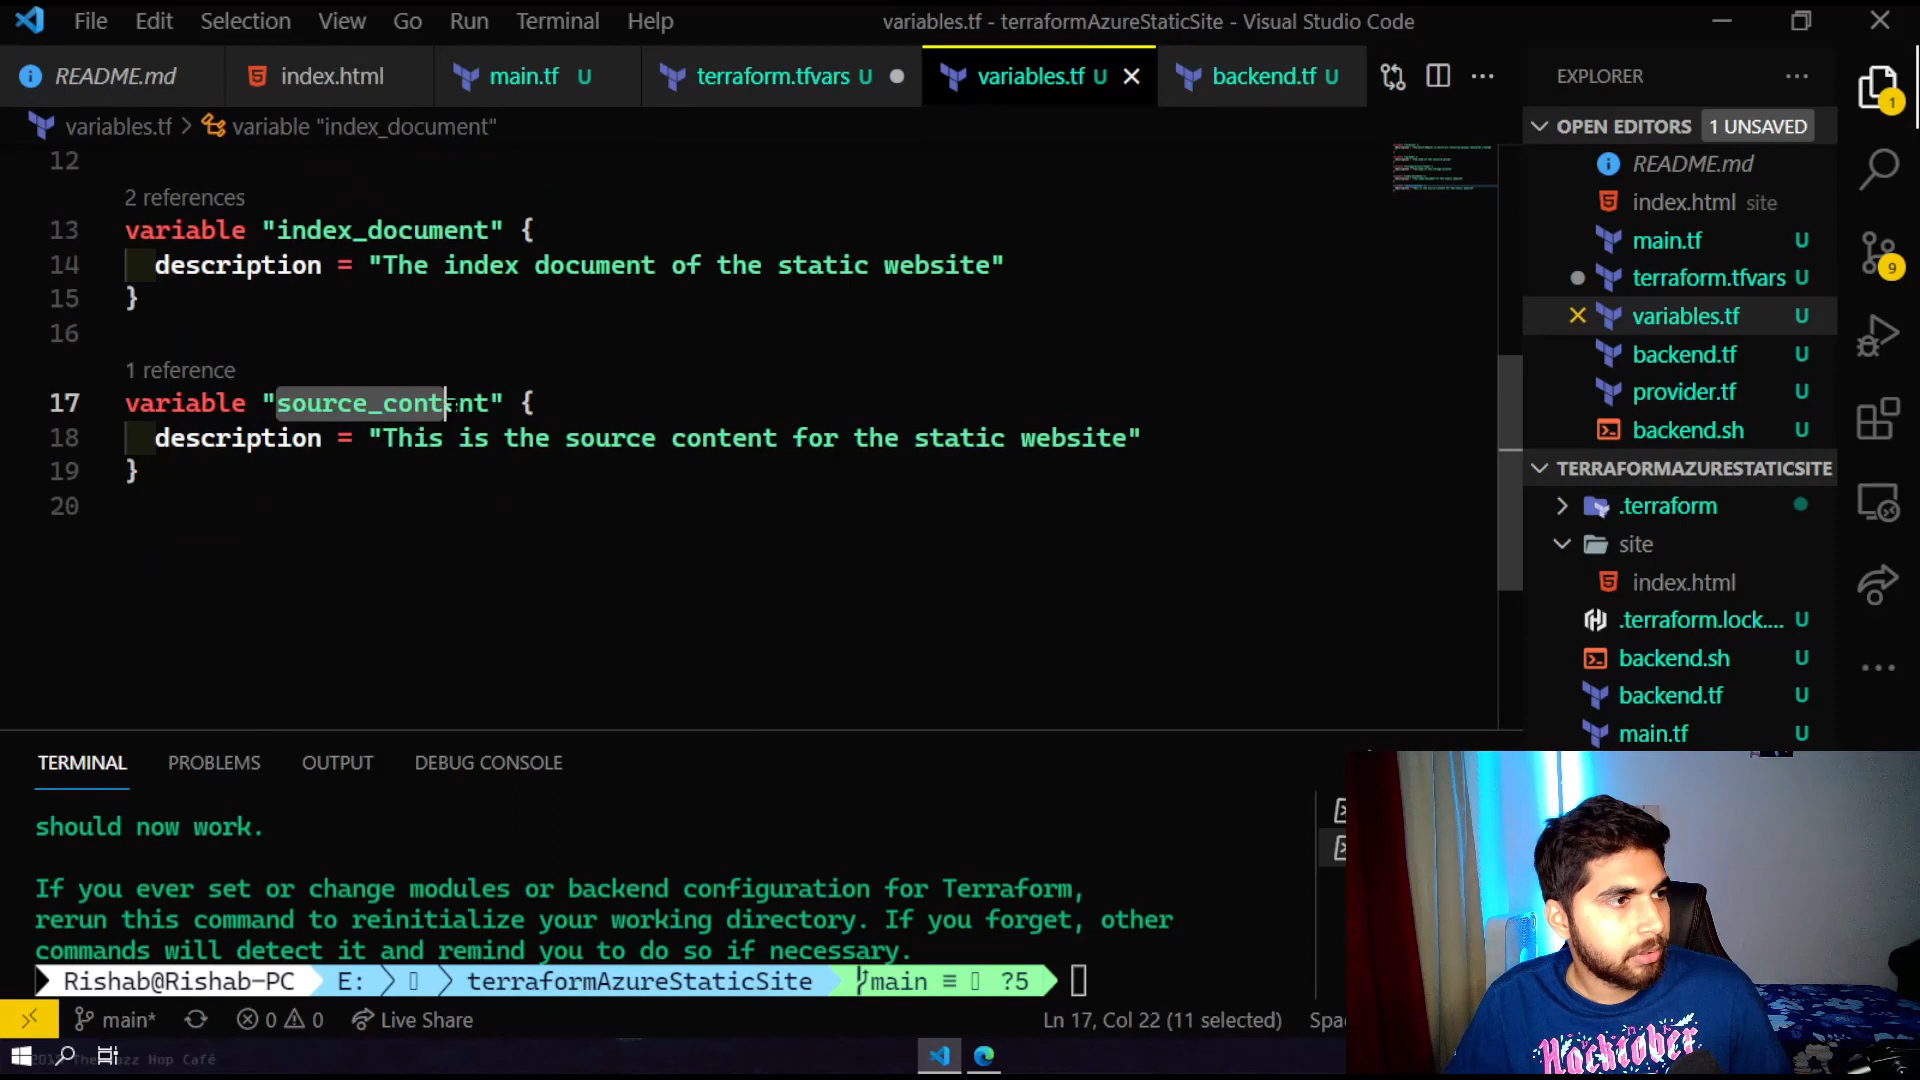 File Edit Selection View Go Run Terminal Help variables.tf - terraformAzureStaticSite - Visual Studio Code
README.md index.html main.tf U terraform.tfvars U variables.tf U backend.tf U
variables.tf > variable "index_document"
12
2 references
13 variable "index_document" {
14 description = "The index document of the static website"
15 }
16
1 reference
17 variable "source_content" {
18 description = "This is the source content for the static website"
19 }
20
EXPLORER
OPEN EDITORS 1 UNSAVED
README.md
index.html site
main.tf U
terraform.tfvars U
variables.tf U
backend.tf U
provider.tf U
backend.sh U
TERRAFORMAZURESTATICSITE
.terraform
site
index.html
.terraform.lock.... U
backend.sh U
backend.tf U
main.tf U
1
9
TERMINAL PROBLEMS OUTPUT DEBUG CONSOLE
should now work.
If you ever set or change modules or backend configuration for Terraform,
rerun this command to reinitialize your working directory. If you forget, other
commands will detect it and remind you to do so if necessary.
Rishab@Rishab-PC E: terraformAzureStaticSite main ≡ ?5
main* 0 0 Live Share Ln 17, Col 22 (11 selected) Spa
Hacktober